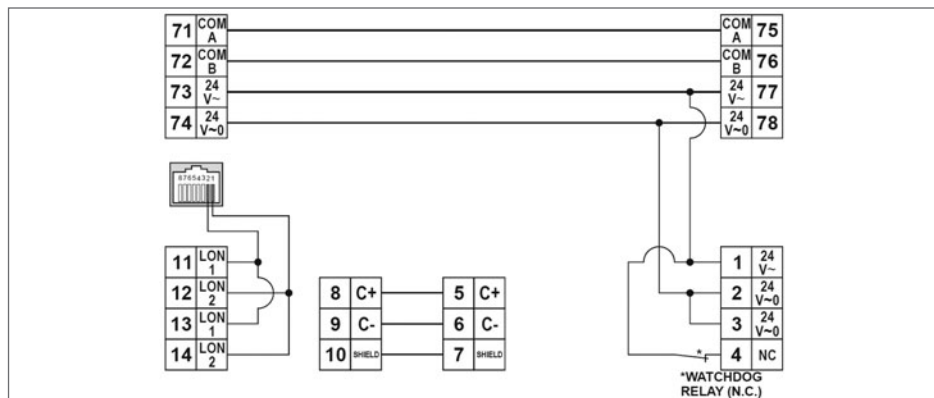 71 COM A
COM A 75
72 COM B
COM B 76
73 24 V~
24 V~ 77
74 24 V~0
24 V~0 78
87654321
11 LON 1
12 LON 2
13 LON 1
14 LON 2
8 C+
5 C+
9 C-
6 C-
10 SHIELD
7 SHIELD
1 24 V~
2 24 V~0
3 24 V~0
* 4 NC
*WATCHDOG
RELAY (N.C.)